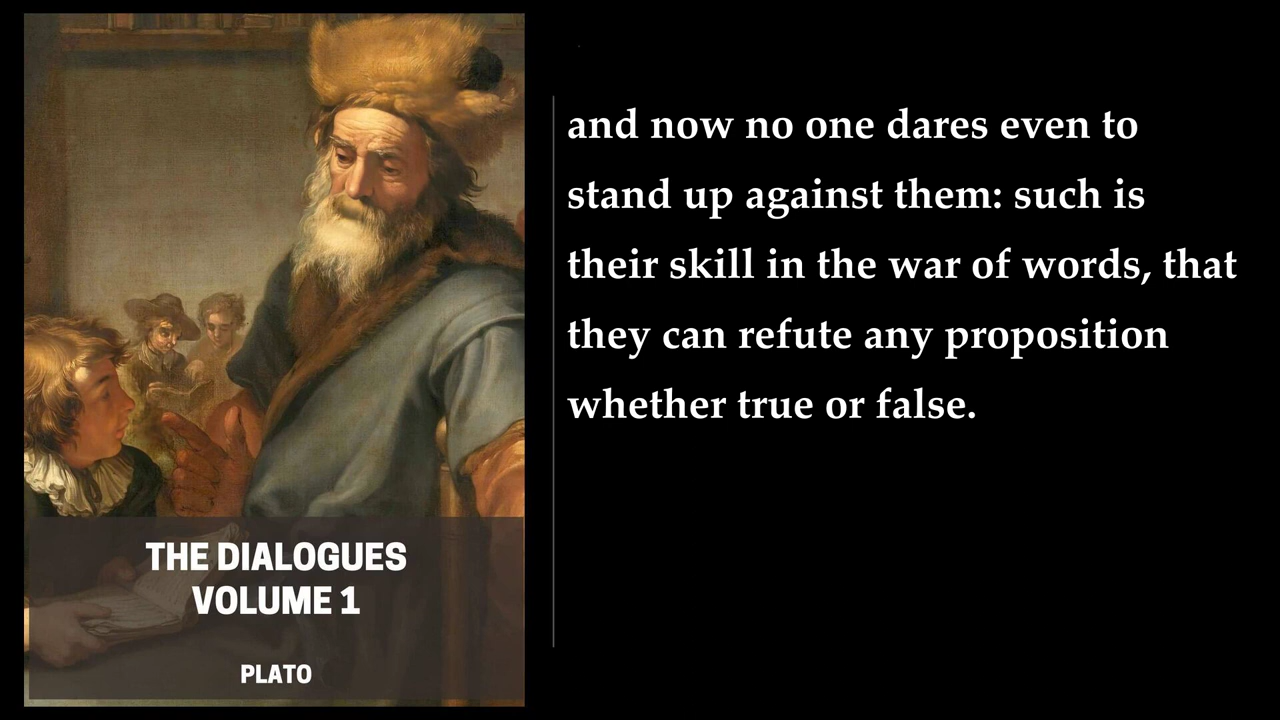 and now no one dares even to
stand up against them: such is
their skill in the war of words, that
they can refute any proposition
whether true or false.
THE DIALOGUES
VOLUME 1
PLATO